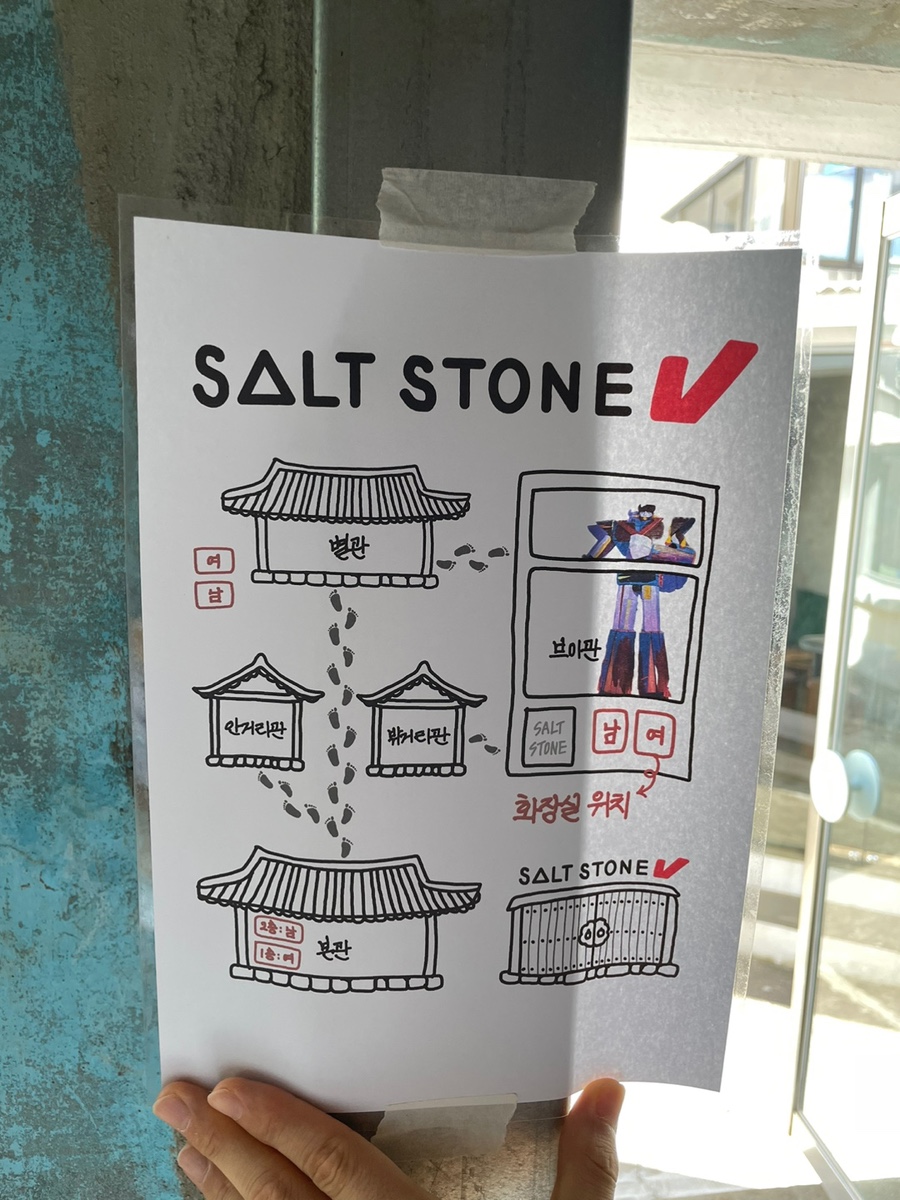 SALT STONE V
별관
여
남
브이관
안거리관
밖거리관
SALT
STONE
남
여
화장실 위치
SALT STONE V
2층:남
1층:여
본관